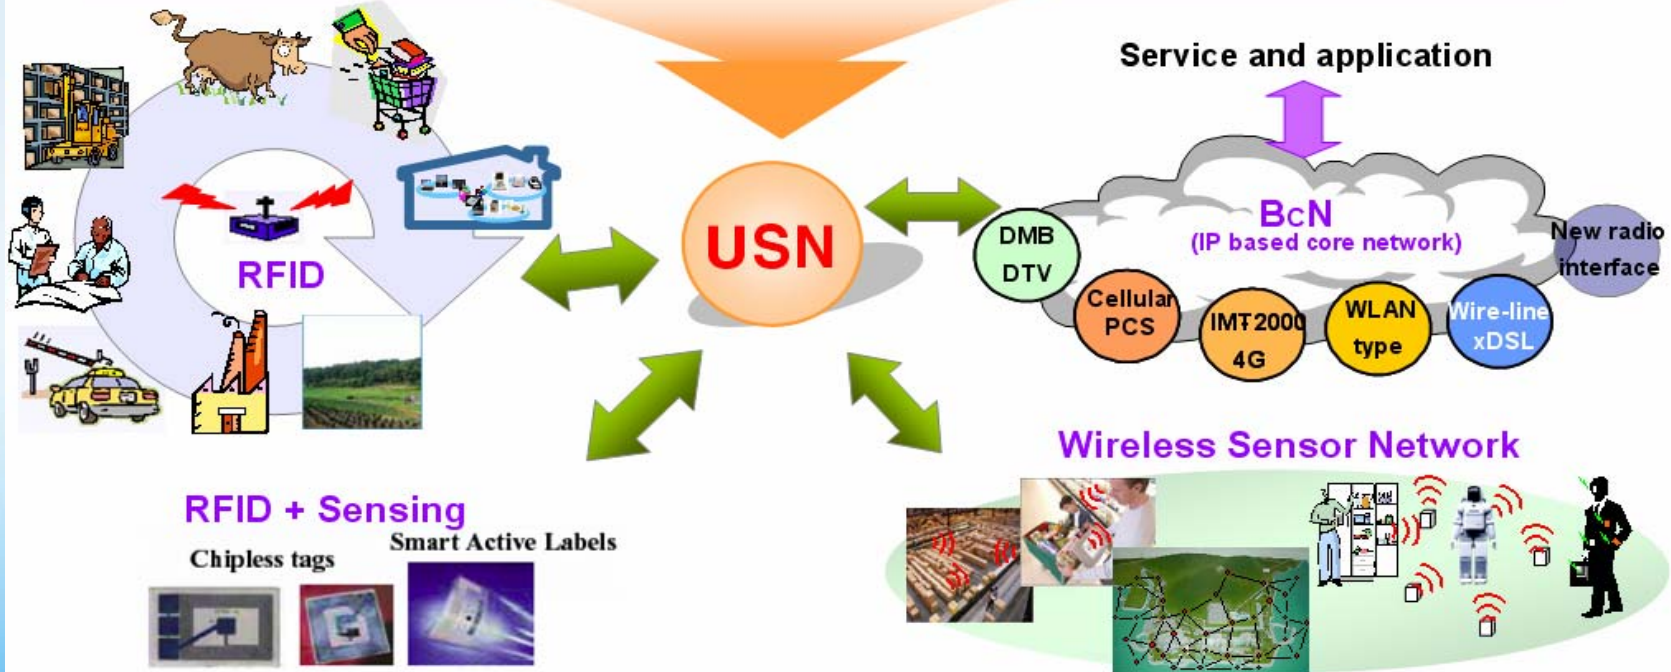 Service and application
BcN
(IP based core network)
RFID
USN
DMB
DTV
Cellular
PCS
IMT2000
4G
WLAN
type
Wire-line
xDSL
New radio
interface
Wireless Sensor Network
RFID + Sensing
Chipless tags
Smart Active Labels